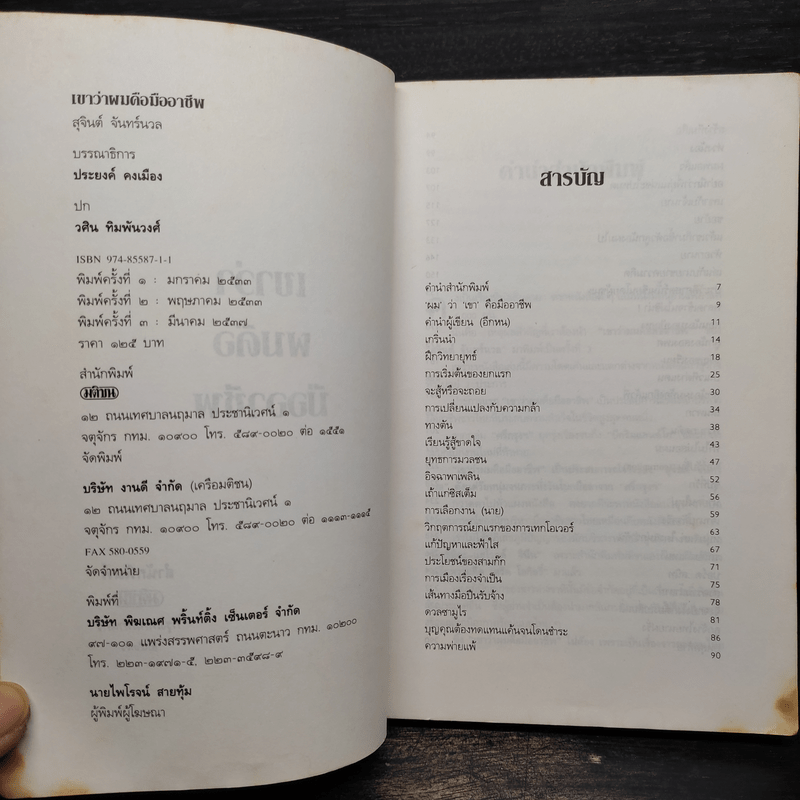 เขาว่าผมคือมืออาชีพ
สุจินต์ จันทร์นวล
บรรณาธิการ
ประยงค์ คงเมือง
ปก
วศิน ทิมพันวงศ์
ISBN 974-85587-1-1
พิมพ์ครั้งที่ ๑ : มกราคม ๒๕๓๓
พิมพ์ครั้งที่ ๒ : พฤษภาคม ๒๕๓๓
พิมพ์ครั้งที่ ๓ : มีนาคม ๒๕๓๗
ราคา ๑๒๕ บาท
สำนักพิมพ์
มติชน
๑๒ ถนนเทศบาลนฤมาล ประชานิเวศน์ ๑
จตุจักร กทม. ๑๐๙๐๐ โทร. ๕๘๙-๐๐๒๐ ต่อ ๑๕๕๑
จัดพิมพ์
บริษัท งานดี จำกัด (เครือมติชน)
๑๒ ถนนเทศบาลนฤมาล ประชานิเวศน์ ๑
จตุจักร กทม. ๑๐๙๐๐ โทร. ๕๘๙-๐๐๒๐ ต่อ ๑๑๑๓-๑๑๑๕
FAX 580-0559
จัดจำหน่าย
พิมพ์ที่
บริษัท พิฆเณศ พริ้นท์ติ้ง เซ็นเตอร์ จำกัด
๙๗-๑๐๑ แพร่งสรรพศาสตร์ ถนนตะนาว กทม. ๑๐๒๐๐
โทร. ๒๒๓-๑๙๗๑-๕, ๒๒๓-๓๕๙๘-๙
นายไพโรจน์ สายทุ้ม
ผู้พิมพ์ผู้โฆษณา
สารบัญ
คำนำสำนักพิมพ์ 7
'ผม' ว่า 'เขา' คือมืออาชีพ 9
คำนำผู้เขียน (อีกหน) 11
เกริ่นนำ 14
ฝึกวิทยายุทธ์ 18
การเริ่มต้นของยกแรก 25
จะสู้หรือจะถอย 30
การเปลี่ยนแปลงกับความกล้า 34
ทางตัน 38
เรียนรู้สู้ขาดใจ 43
ยุทธการมวลชน 47
อิจฉาพาเพลิน 52
เถ้าแก่ซิสเต็ม 56
การเลือกงาน (นาย) 59
วิกฤตการณ์ยกแรกของการเทกโอเวอร์ 63
แก้ปัญหาและฟ้าใส 67
ประโยชน์ของสามก๊ก 71
การเมืองเรื่องจำเป็น 75
เส้นทางมือปืนรับจ้าง 78
ดวลซามูไร 81
บุญคุณต้องทดแทนแค้นจนโดนชำระ 86
ความพ่ายแพ้ 90